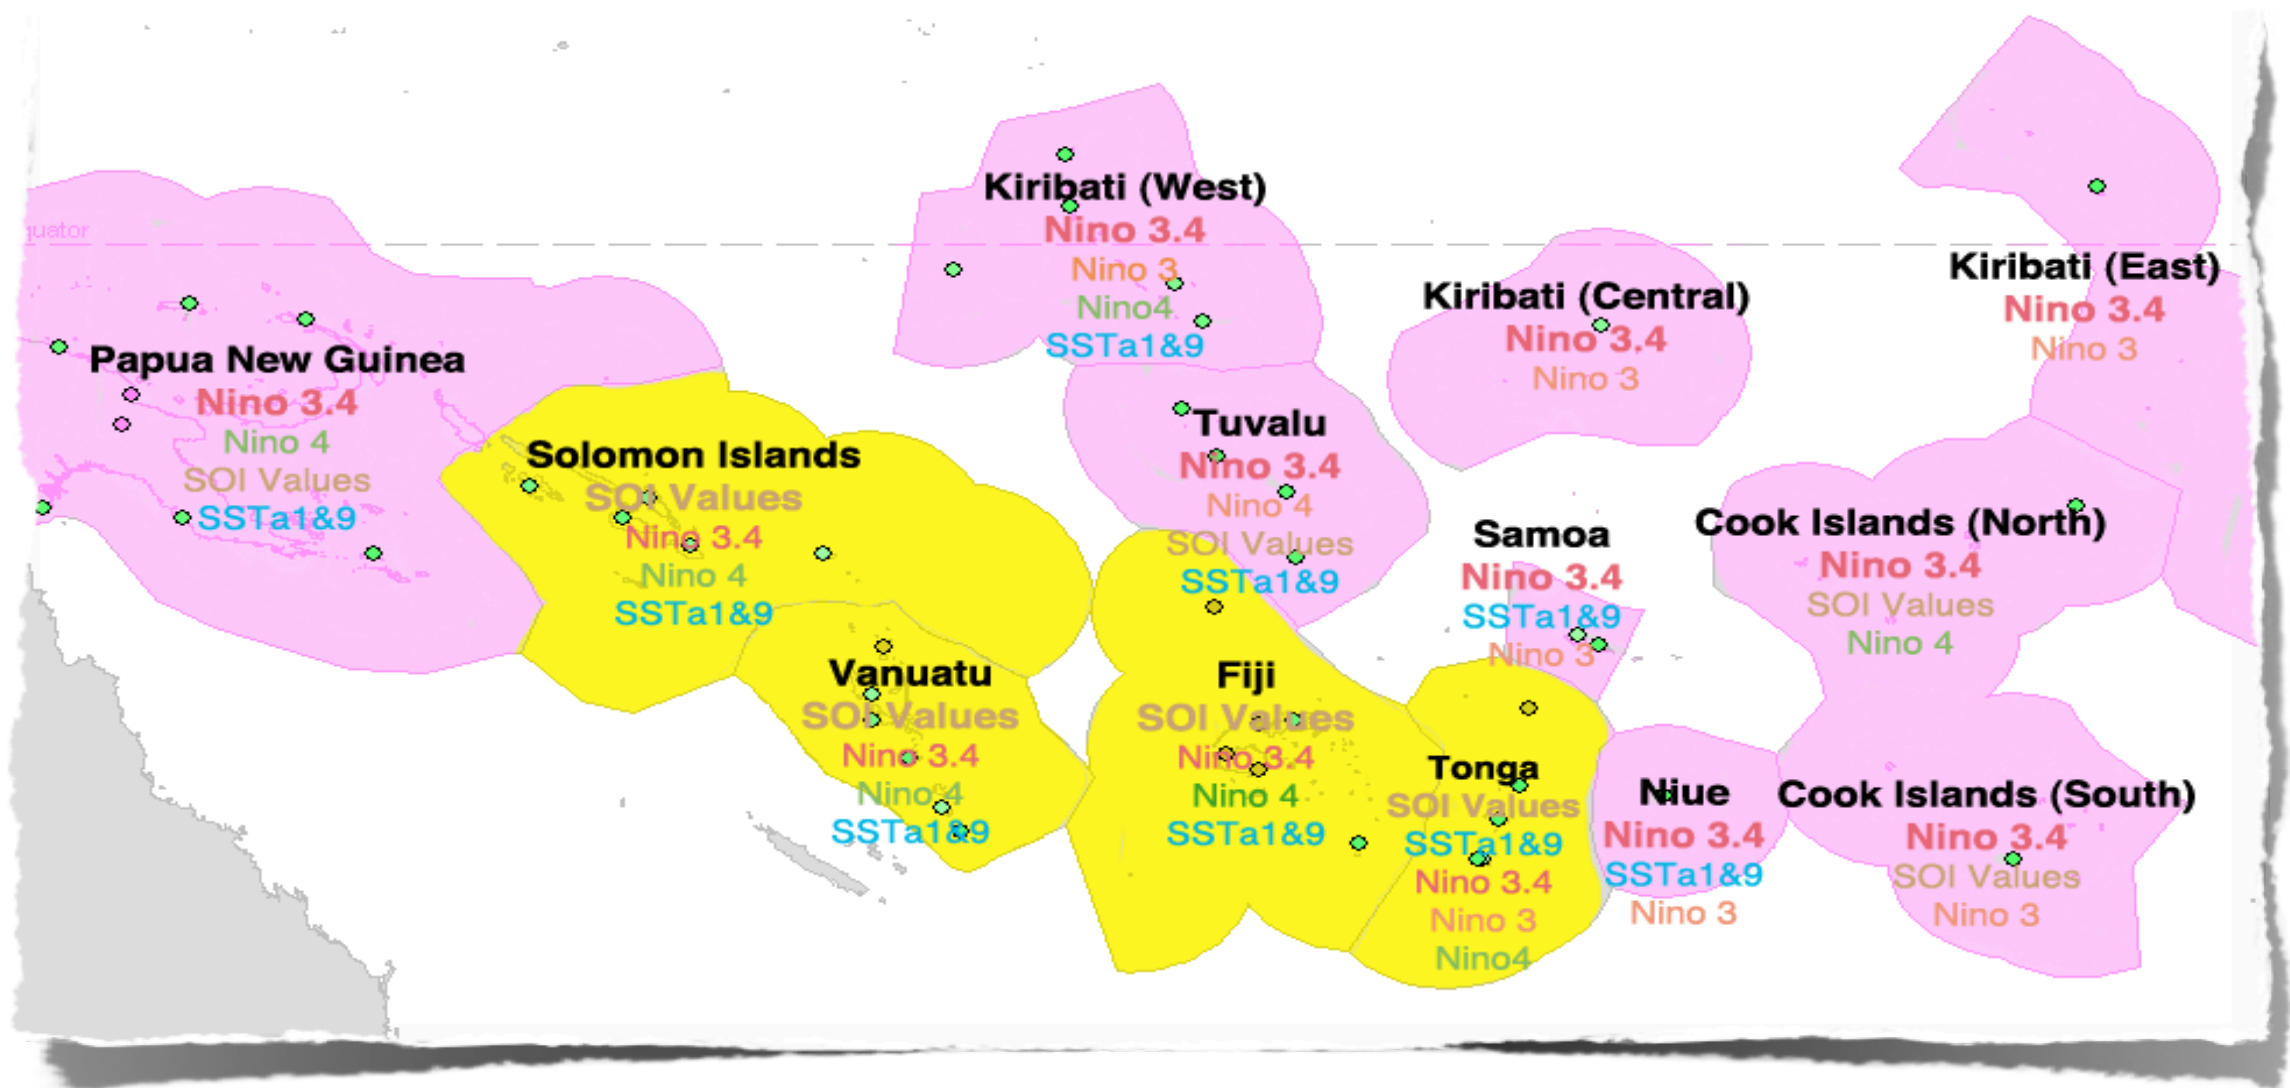 quator
Papua New Guinea
Nino 3.4
Nino 4
SOI Values
SSTa1&9
Solomon Islands
SOI Values
Nino 3.4
Nino 4
SSTa1&9
Vanuatu
SOI Values
Nino 3.4
Nino 4
SSTa1&9
Kiribati (West)
Nino 3.4
Nino 3
Nino4
SSTa1&9
Tuvalu
Nino 3.4
Nino 4
SOI Values
SSTa1&9
Fiji
SOI Values
Nino 3.4
Nino 4
SSTa1&9
Kiribati (Central)
Nino 3.4
Nino 3
Samoa
Nino 3.4
SSTa1&9
Nino 3
Tonga
SOI Values
SSTa1&9
Nino 3.4
Nino 3
Nino4
Niue
Nino 3.4
SSTa1&9
Nino 3
Kiribati (East)
Nino 3.4
Nino 3
Cook Islands (North)
Nino 3.4
SOI Values
Nino 4
Cook Islands (South)
Nino 3.4
SOI Values
Nino 3